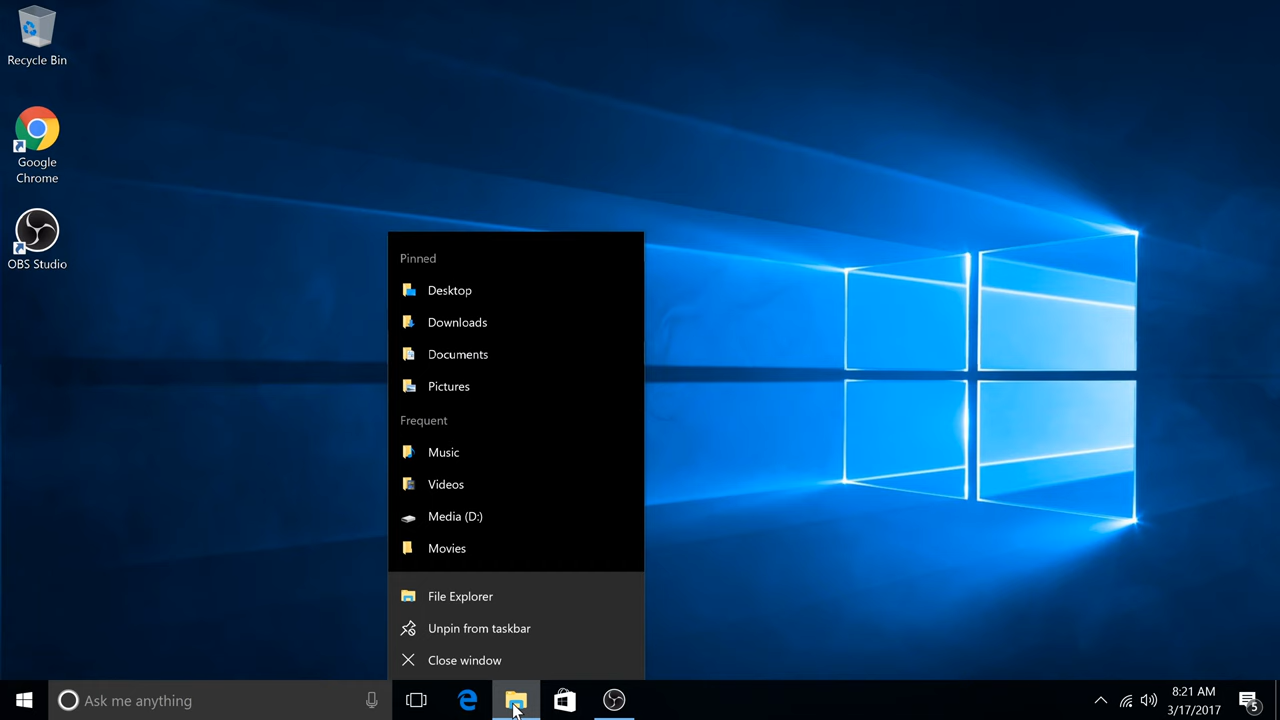 Recycle Bin
Google
Chrome
OBS Studio
Pinned
Desktop
Downloads
Documents
Pictures
Frequent
Music
Videos
Media (D:)
Movies
File Explorer
Unpin from taskbar
Close window
Ask me anything
8:21 AM
3/17/2017
5